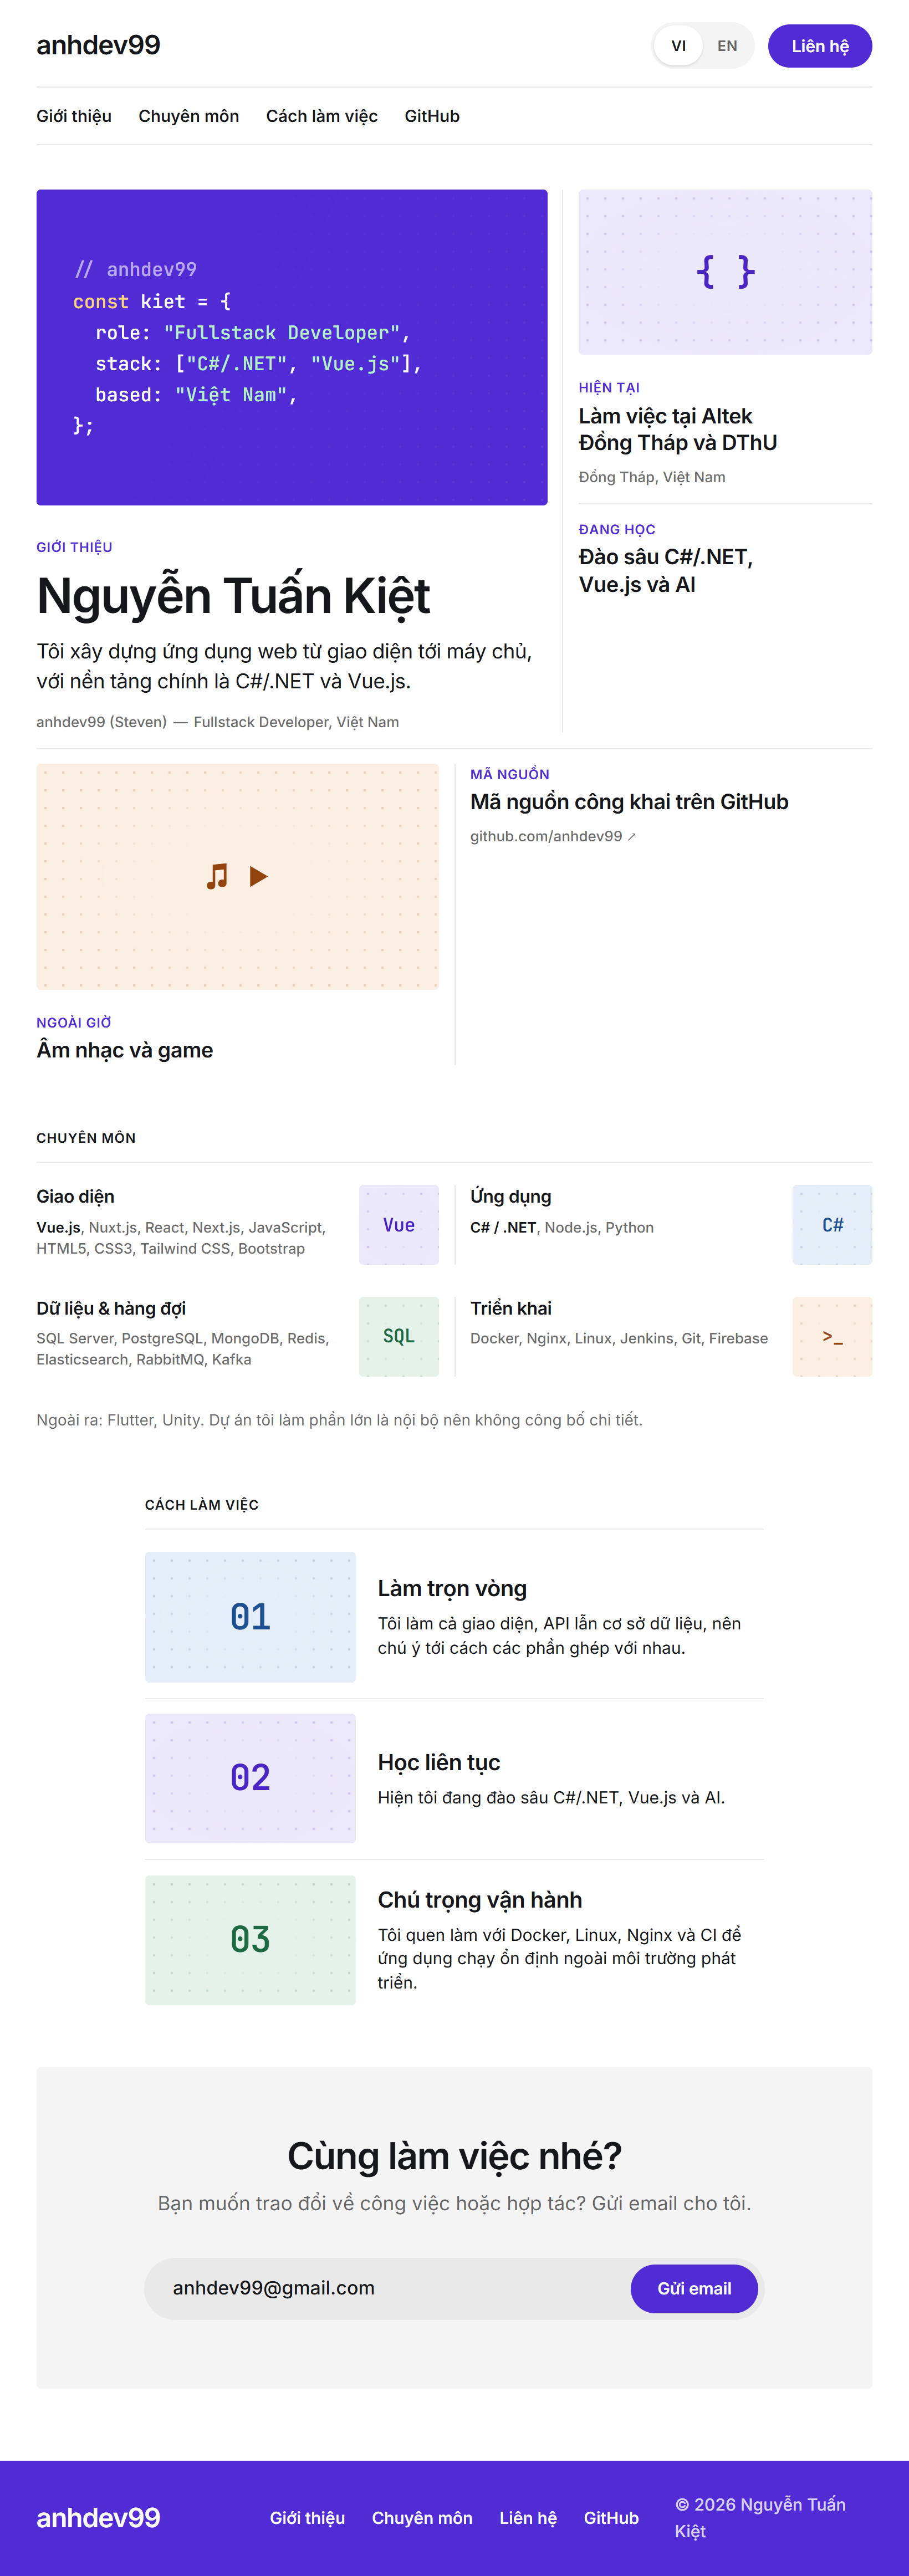 anhdev99
VI EN Liên hệ
Giới thiệu Chuyên môn Cách làm việc GitHub
// anhdev99
const kiet = {
role: "Fullstack Developer",
stack: ["C#/.NET", "Vue.js"],
based: "Việt Nam",
};
GIỚI THIỆU
Nguyễn Tuấn Kiệt
Tôi xây dựng ứng dụng web từ giao diện tới máy chủ,
với nền tảng chính là C#/.NET và Vue.js.
anhdev99 (Steven) — Fullstack Developer, Việt Nam
{ }
HIỆN TẠI
Làm việc tại Altek
Đồng Tháp và DThU
Đồng Tháp, Việt Nam
ĐANG HỌC
Đào sâu C#/.NET,
Vue.js và AI
NGOÀI GIỜ
Âm nhạc và game
MÃ NGUỒN
Mã nguồn công khai trên GitHub
github.com/anhdev99 ↗
CHUYÊN MÔN
Giao diện
Vue.js, Nuxt.js, React, Next.js, JavaScript,
HTML5, CSS3, Tailwind CSS, Bootstrap
Vue
Ứng dụng
C# / .NET, Node.js, Python
C#
Dữ liệu & hàng đợi
SQL Server, PostgreSQL, MongoDB, Redis,
Elasticsearch, RabbitMQ, Kafka
SQL
Triển khai
Docker, Nginx, Linux, Jenkins, Git, Firebase
>_
Ngoài ra: Flutter, Unity. Dự án tôi làm phần lớn là nội bộ nên không công bố chi tiết.
CÁCH LÀM VIỆC
01
Làm trọn vòng
Tôi làm cả giao diện, API lẫn cơ sở dữ liệu, nên
chú ý tới cách các phần ghép với nhau.
02
Học liên tục
Hiện tôi đang đào sâu C#/.NET, Vue.js và AI.
03
Chú trọng vận hành
Tôi quen làm với Docker, Linux, Nginx và CI để
ứng dụng chạy ổn định ngoài môi trường phát
triển.
Cùng làm việc nhé?
Bạn muốn trao đổi về công việc hoặc hợp tác? Gửi email cho tôi.
anhdev99@gmail.com Gửi email
anhdev99 Giới thiệu Chuyên môn Liên hệ GitHub
© 2026 Nguyễn Tuấn
Kiệt